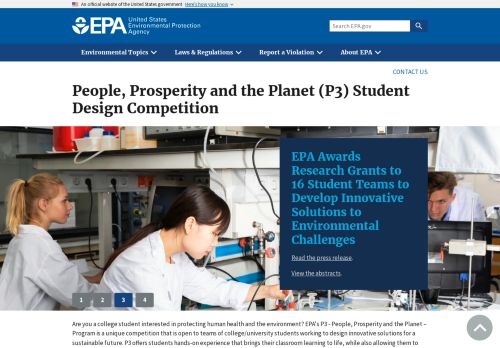 An official website of the United States government Here's how you know
EPA
United States
Environmental Protection
Agency
Search EPA.gov
Environmental Topics
Laws & Regulations
Report a Violation
About EPA
CONTACT US
People, Prosperity and the Planet (P3) Student
Design Competition
EPA Awards
Research Grants to
16 Student Teams to
Develop Innovative
Solutions to
Environmental
Challenges
Read the press release.
View the abstracts.
1 2 3 4
Are you a college student interested in protecting human health and the environment? EPA's P3 - People, Prosperity and the Planet –
Program is a unique competition that is open to teams of college/university students working to design innovative solutions for a
sustainable future. P3 offers students hands-on experience that brings their classroom learning to life, while also allowing them to